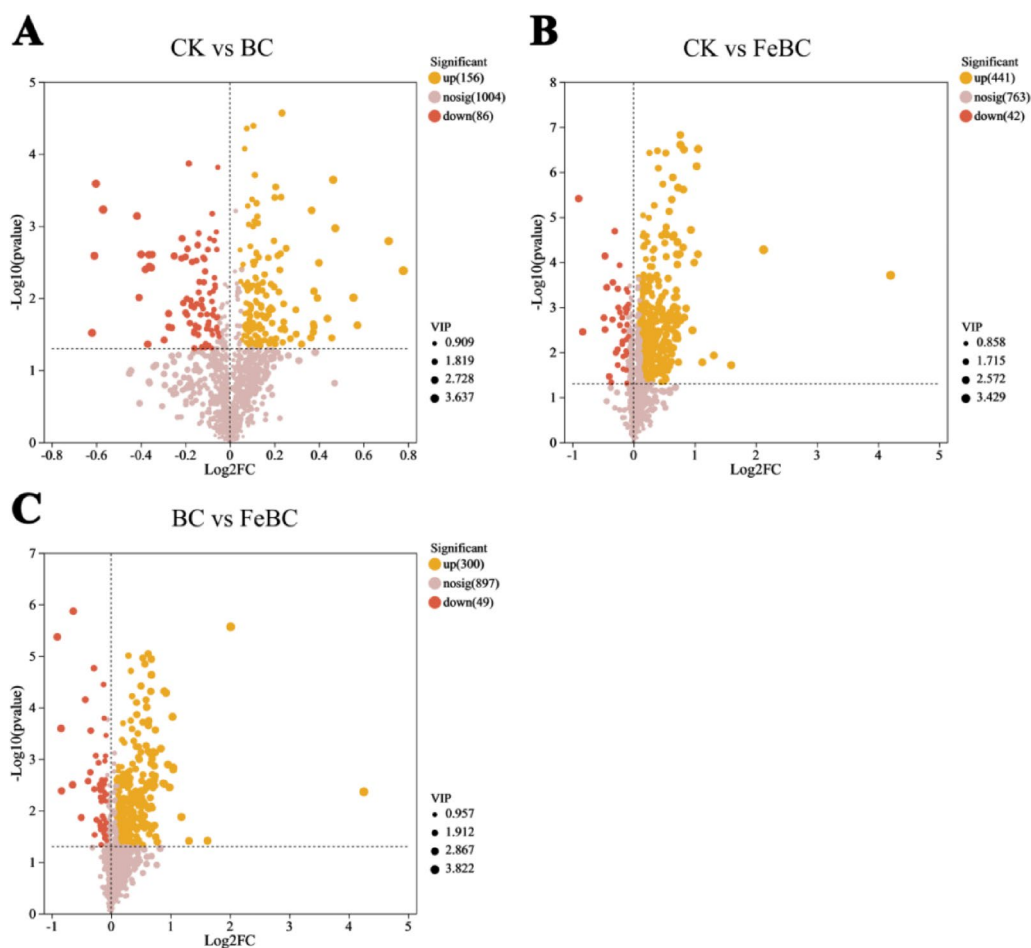 A
CK vs BC
Significant
up(156)
nosig(1004)
down(86)
5
4
3
2
1
0
-Log10(pvalue)
VIP
0.909
1.819
2.728
3.637
-0.8
-0.6
-0.4
-0.2
0
0.2
0.4
0.6
0.8
Log2FC
B
CK vs FeBC
Significant
up(441)
nosig(763)
down(42)
8
7
6
5
4
3
2
1
0
-Log10(pvalue)
VIP
0.858
1.715
2.572
3.429
-1
0
1
2
3
4
5
Log2FC
C
BC vs FeBC
Significant
up(300)
nosig(897)
down(49)
7
6
5
4
3
2
1
0
-Log10(pvalue)
VIP
0.957
1.912
2.867
3.822
-1
0
1
2
3
4
5
Log2FC